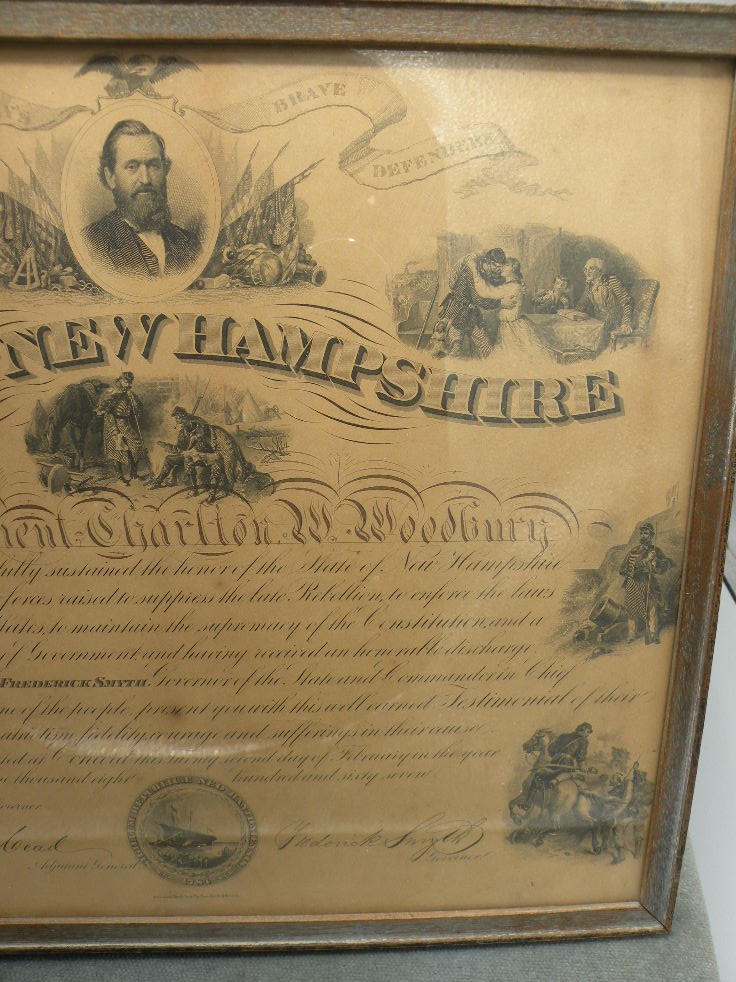 BRAVE
DEFENDERS
NEW HAMPSHIRE
Charlton W. Woodbury
sustained the honor of the State of New Hampshire
forces raised to suppress the late Rebellion, to enforce the laws
to maintain the supremacy of the Constitution, and a
Government, and having received an honorable discharge
FREDERICK SMYTH. Governor of the State and Commander in Chief
of the people, present you with this well earned Testimonial of their
fidelity, courage and sufferings in their cause.
at Concord this twenty second day of February in the year
thousand eight hundred and sixty seven.
Head
Adjutant General
1784
Frederick Smyth
Governor